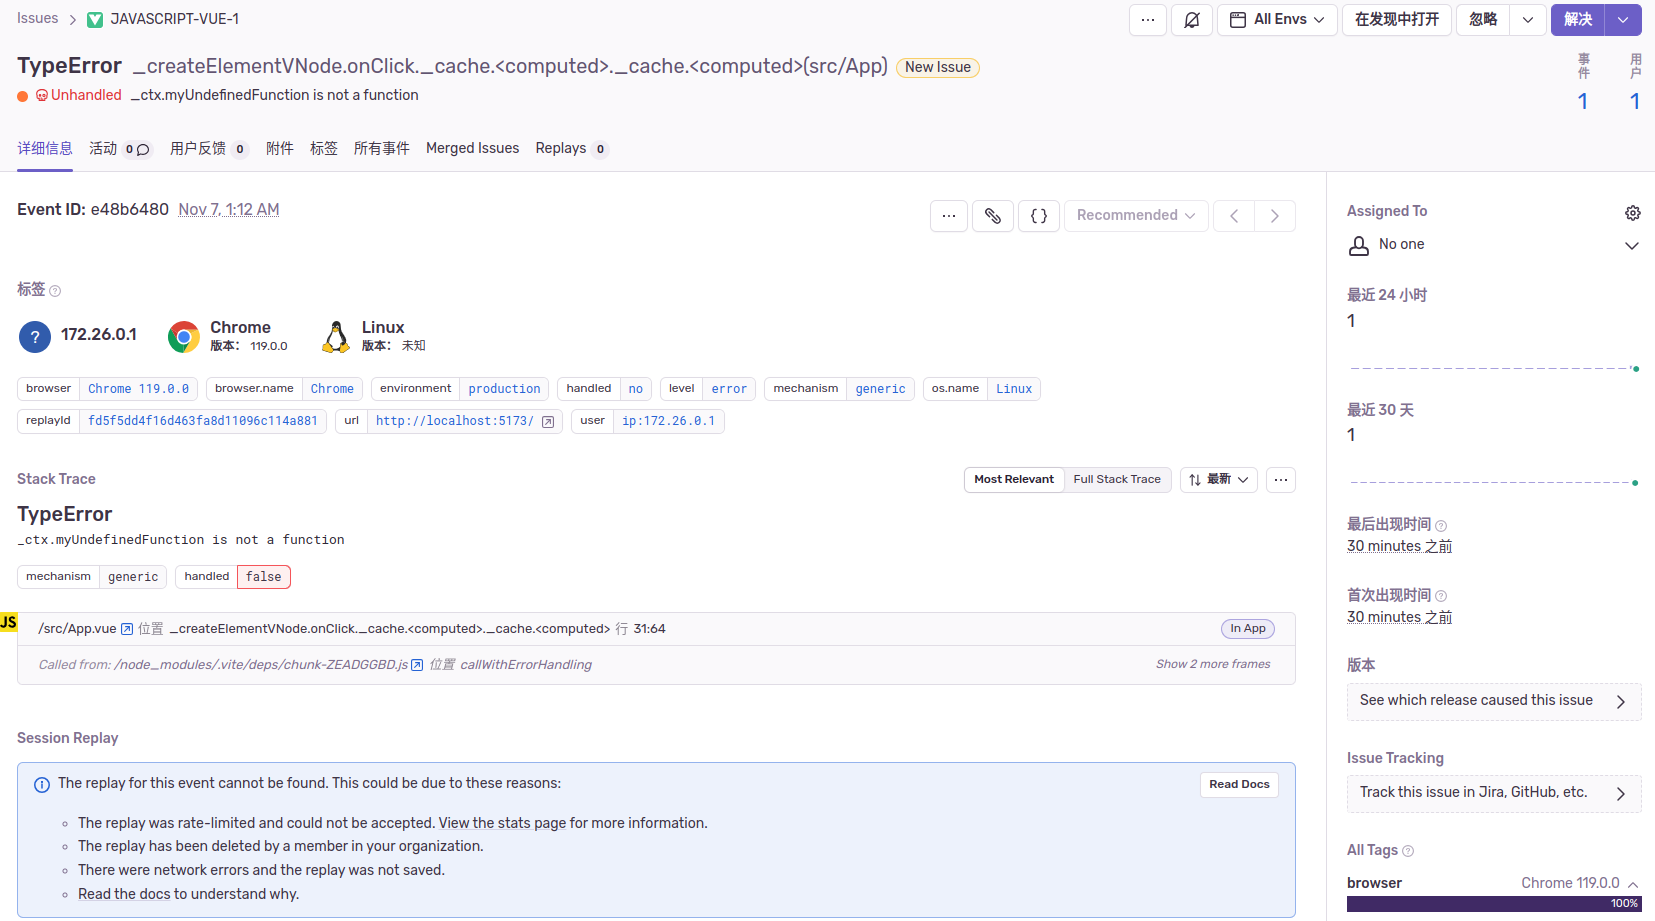 Issues > JAVASCRIPT-VUE-1 ... All Envs 在发现中打开 忽略 解决
TypeError _createElementVNode.onClick._cache.<computed>._cache.<computed>(src/App) New Issue 事件 用户
Unhandled _ctx.myUndefinedFunction is not a function 1 1
详细信息 活动 0 用户反馈 0 附件 标签 所有事件 Merged Issues Replays 0
Event ID: e48b6480 Nov 7, 1:12 AM ... {} Recommended < >
标签 ?
? 172.26.0.1
Chrome
版本: 119.0.0
Linux
版本: 未知
browser Chrome 119.0.0 browser.name Chrome environment production handled no level error mechanism generic os.name Linux
replayId fd5f5dd4f16d463fa8d11096c114a881 url http://localhost:5173/ user ip:172.26.0.1
Stack Trace Most Relevant Full Stack Trace 最新 ...
TypeError
_ctx.myUndefinedFunction is not a function
mechanism generic handled false
JS /src/App.vue 位置 _createElementVNode.onClick._cache.<computed>._cache.<computed> 行 31:64 In App
Called from: /node_modules/.vite/deps/chunk-ZEADGGBD.js 位置 callWithErrorHandling Show 2 more frames
Session Replay
The replay for this event cannot be found. This could be due to these reasons: Read Docs
The replay was rate-limited and could not be accepted. View the stats page for more information.
The replay has been deleted by a member in your organization.
There were network errors and the replay was not saved.
Read the docs to understand why.
Assigned To
No one
最近 24 小时
1
最近 30 天
1
最后出现时间 ?
30 minutes 之前
首次出现时间 ?
30 minutes 之前
版本
See which release caused this issue
Issue Tracking
Track this issue in Jira, GitHub, etc.
All Tags ?
browser Chrome 119.0.0
100%